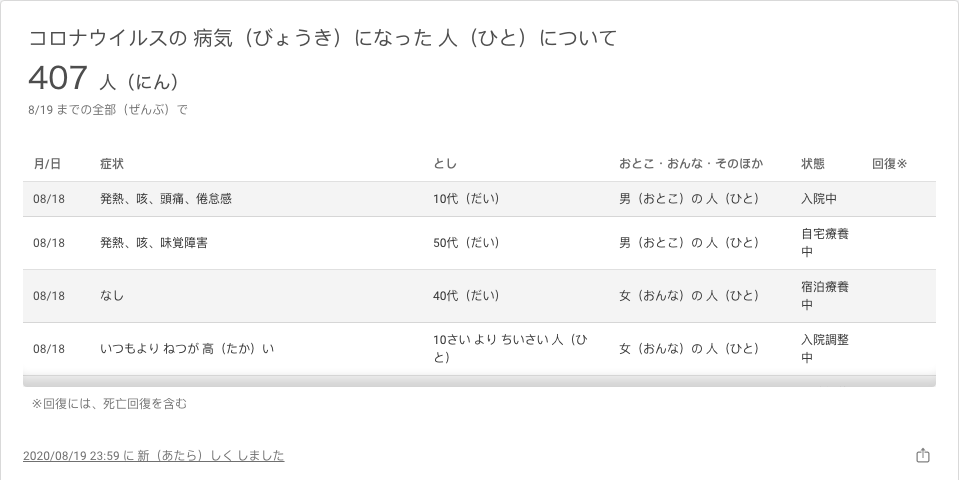 コロナウイルスの 病気（びょうき）になった 人（ひと）について
407 人（にん）
8/19 までの全部（ぜんぶ）で
月/日 症状 とし おとこ・おんな・そのほか 状態 回復※
08/18 発熱、咳、頭痛、倦怠感 10代（だい） 男（おとこ）の 人（ひと） 入院中
08/18 発熱、咳、味覚障害 50代（だい） 男（おとこ）の 人（ひと） 自宅療養
中
08/18 なし 40代（だい） 女（おんな）の 人（ひと） 宿泊療養
中
08/18 いつもより ねつが 高（たか）い 10さい より ちいさい 人（ひ
と） 女（おんな）の 人（ひと） 入院調整
中
※回復には、死亡回復を含む
2020/08/19 23:59 に 新（あたら）しく しました